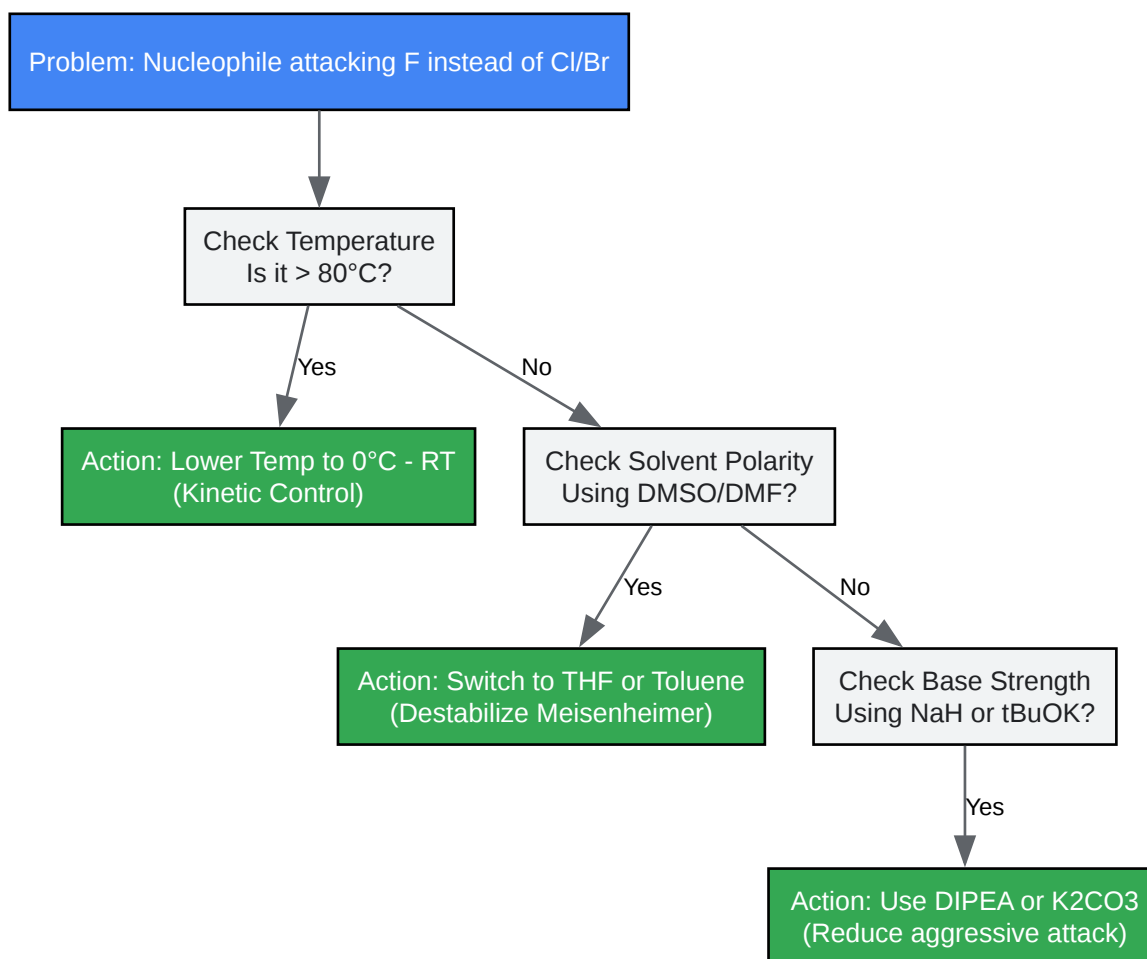 Problem: Nucleophile attacking F instead of Cl/Br
Check Temperature
Is it > 80°C?
Yes
No
Action: Lower Temp to 0°C - RT
(Kinetic Control)
Check Solvent Polarity
Using DMSO/DMF?
Yes
No
Action: Switch to THF or Toluene
(Destabilize Meisenheimer)
Check Base Strength
Using NaH or tBuOK?
Yes
Action: Use DIPEA or K2CO3
(Reduce aggressive attack)